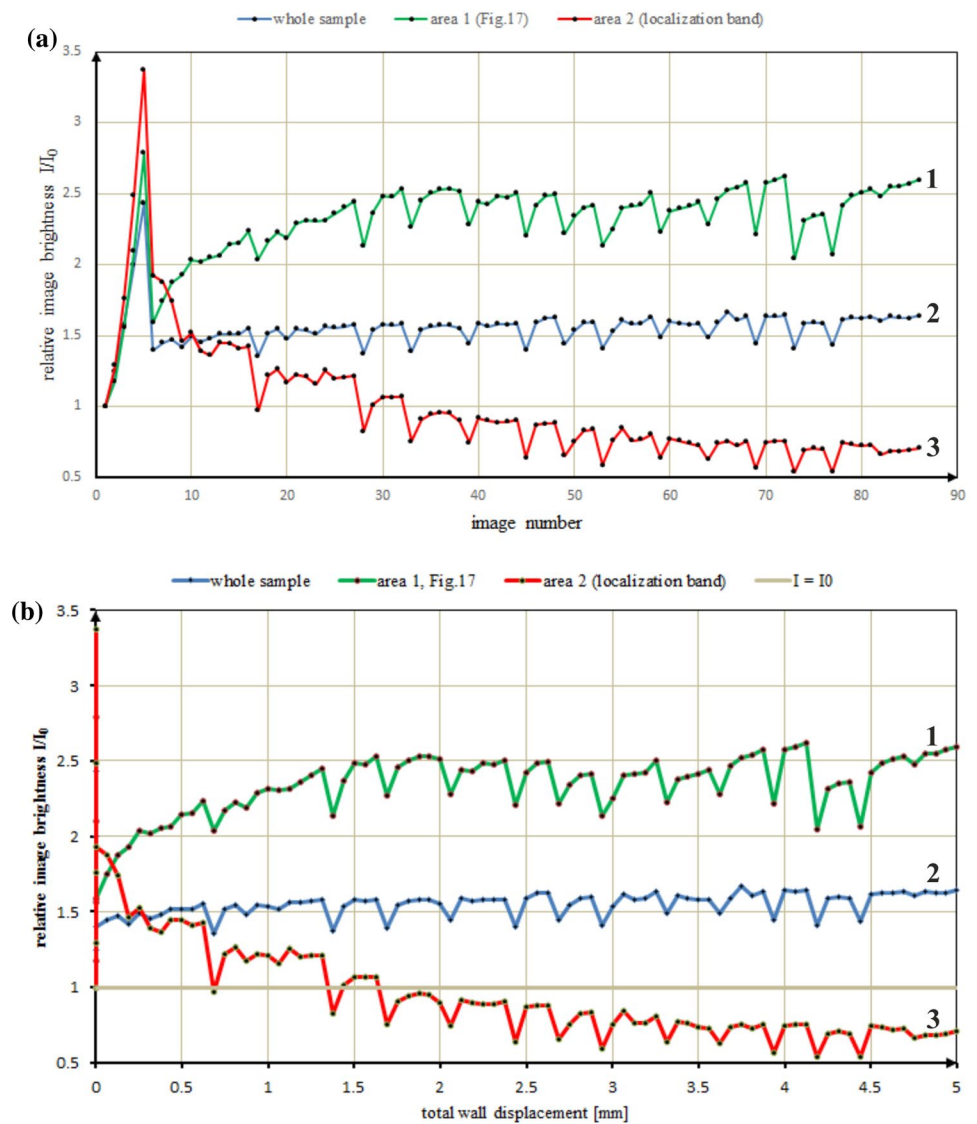 whole sample area 1 (Fig.17) area 2 (localization band)
(a)
3.5
3
2.5
2
1.5
1
0.5
relative image brightness I/I0
1
2
3
0 10 20 30 40 50 60 70 80 90
image number
whole sample area 1, Fig.17 area 2 (localization band) I = I0
(b)
3.5
3
2.5
2
1.5
1
0.5
relative image brightness I/I0
1
2
3
0 0.5 1 1.5 2 2.5 3 3.5 4 4.5 5
total wall displacement [mm]